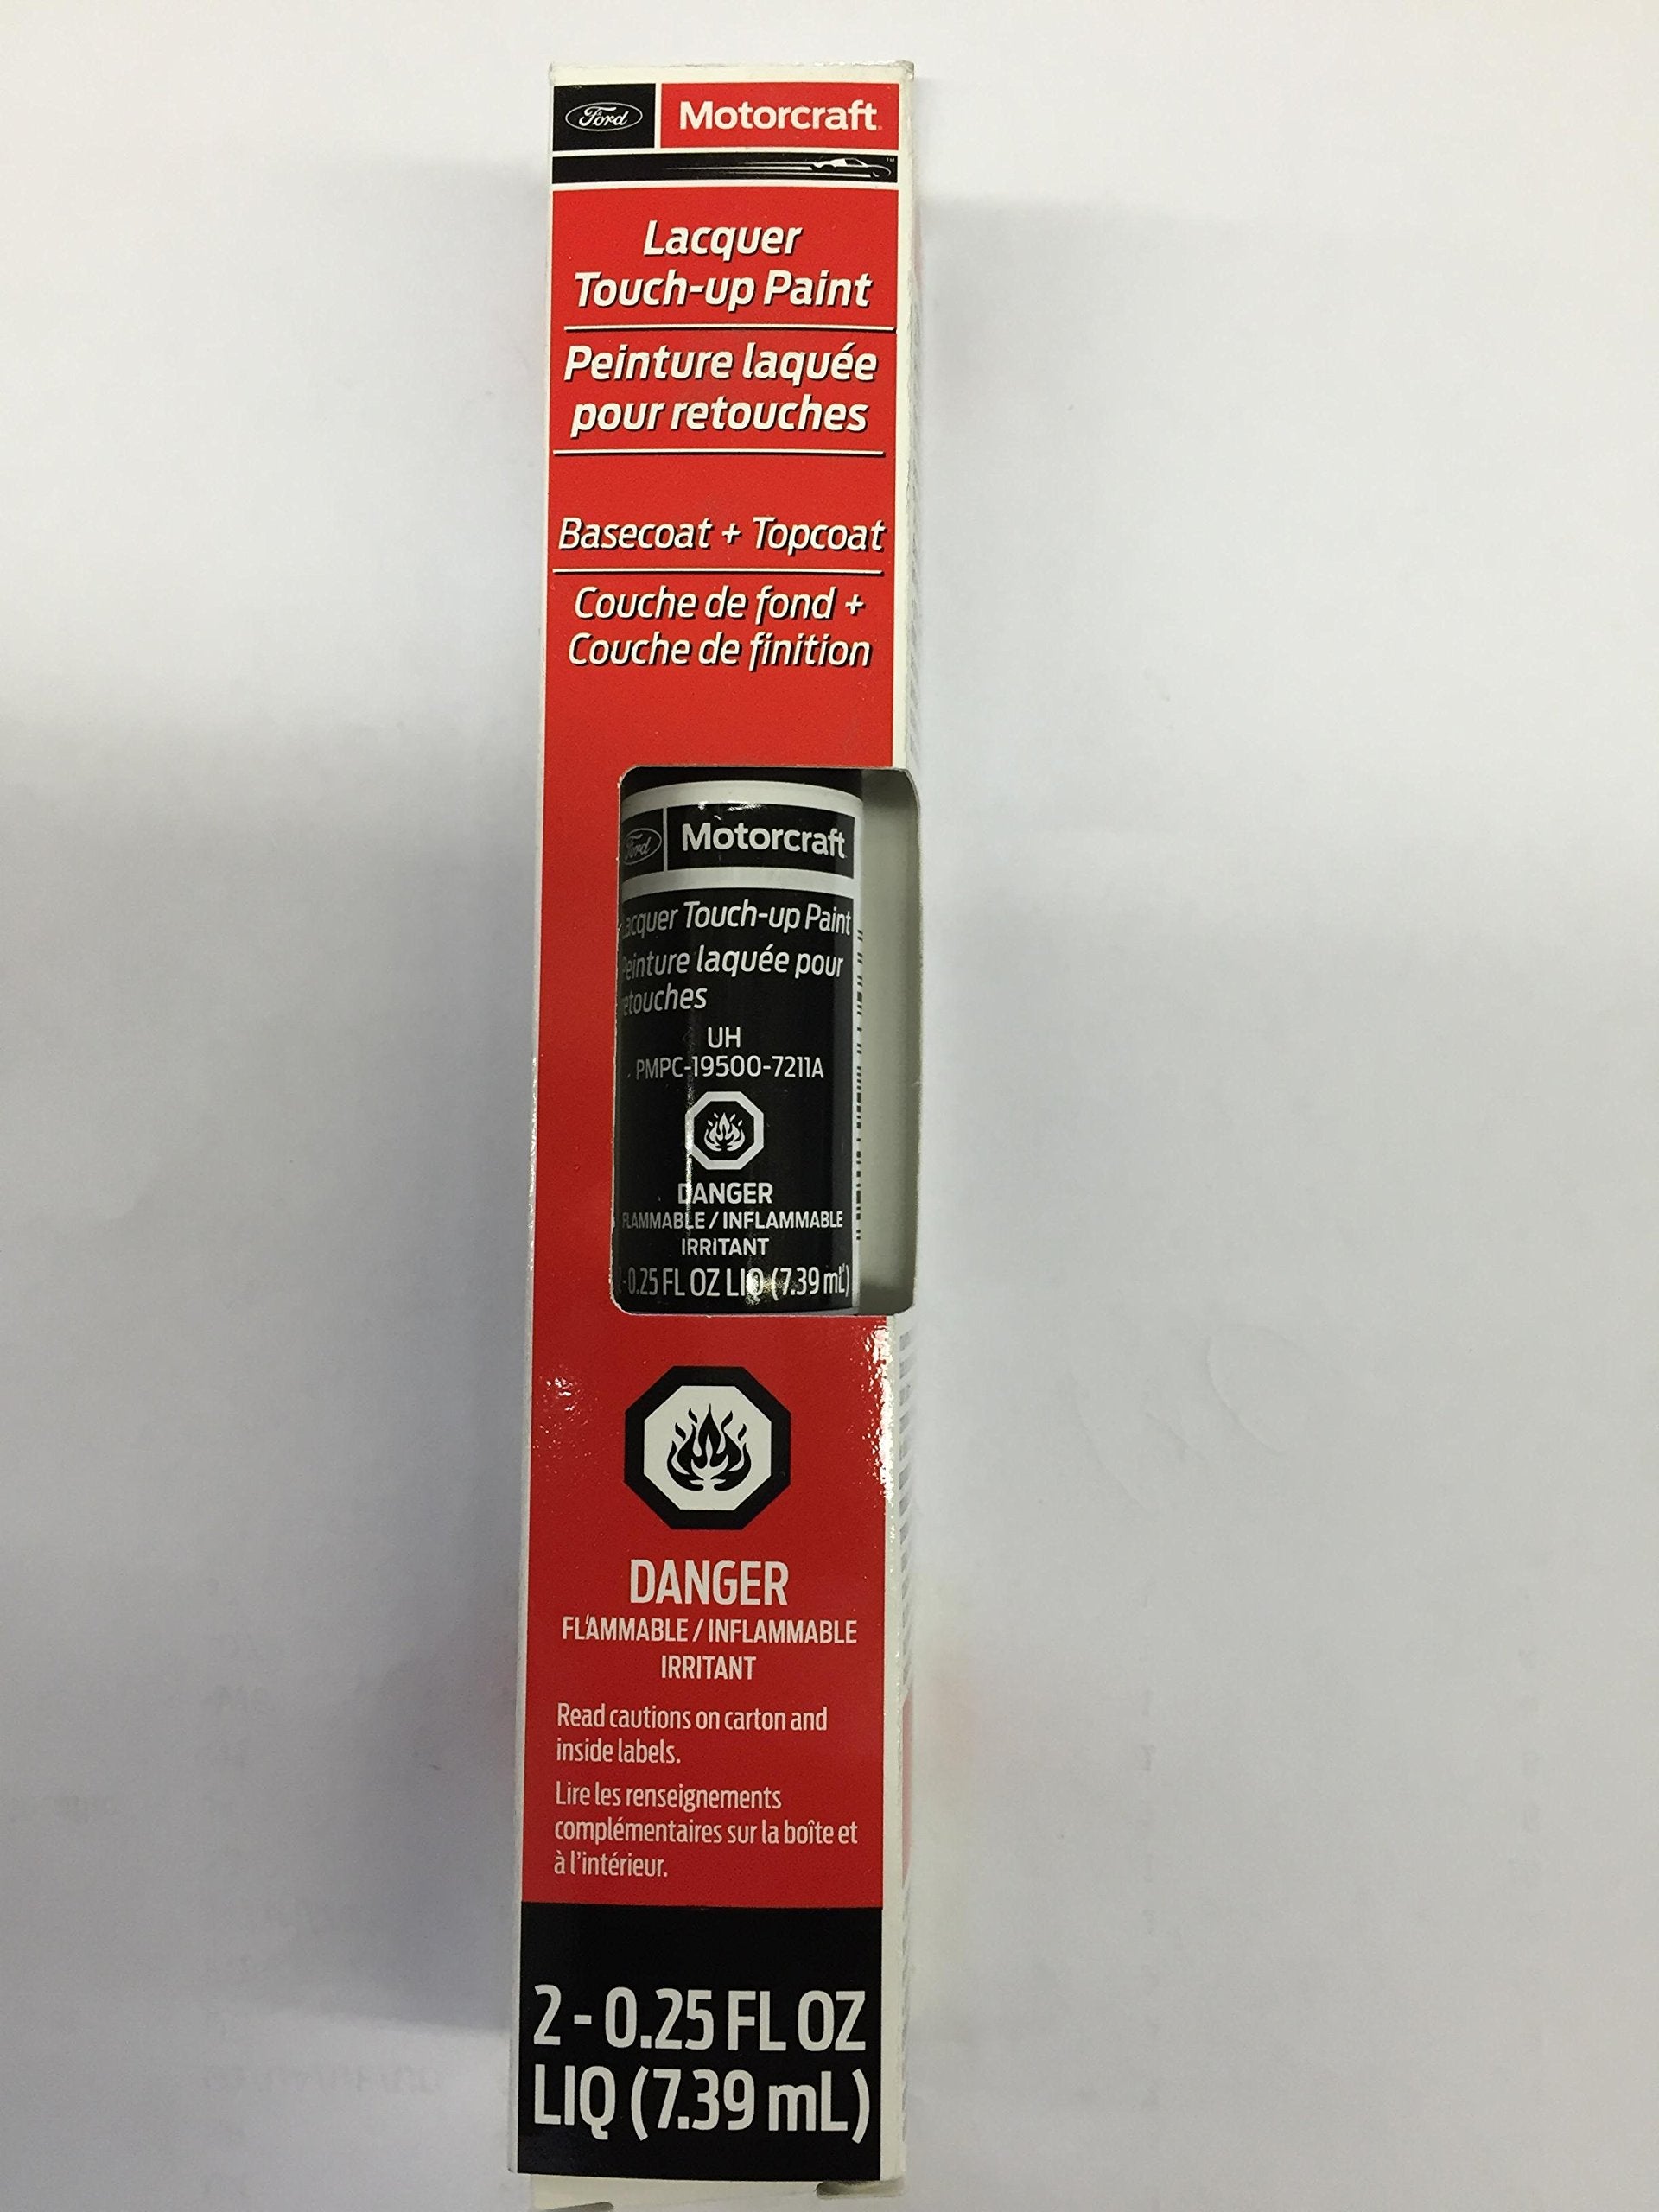 Ford Motorcraft
Lacquer
Touch-up Paint
Peinture laquée
pour retouches
Basecoat + Topcoat
Couche de fond +
Couche de finition
Ford Motorcraft
Lacquer Touch-up Paint
Peinture laquée pour
retouches
UH
PMPC-19500-7211A
DANGER
FLAMMABLE / INFLAMMABLE
IRRITANT
0.25 FL OZ LIQ (7.39 mL)
DANGER
FLAMMABLE / INFLAMMABLE
IRRITANT
Read cautions on carton and
inside labels.
Lire les renseignements
complémentaires sur la boîte et
à l'intérieur.
2 - 0.25 FL OZ
LIQ (7.39 mL)